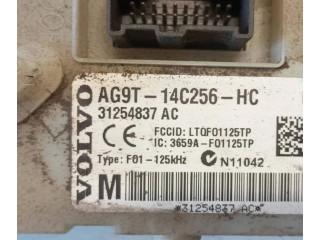 VOLVO
AG9T-14C256-HC
31254837 AC
FCCID: LTQF01125TP
IC: 3659A-F01125TP
Type: F01-125kHz
N11042
M
*31254837 AC*